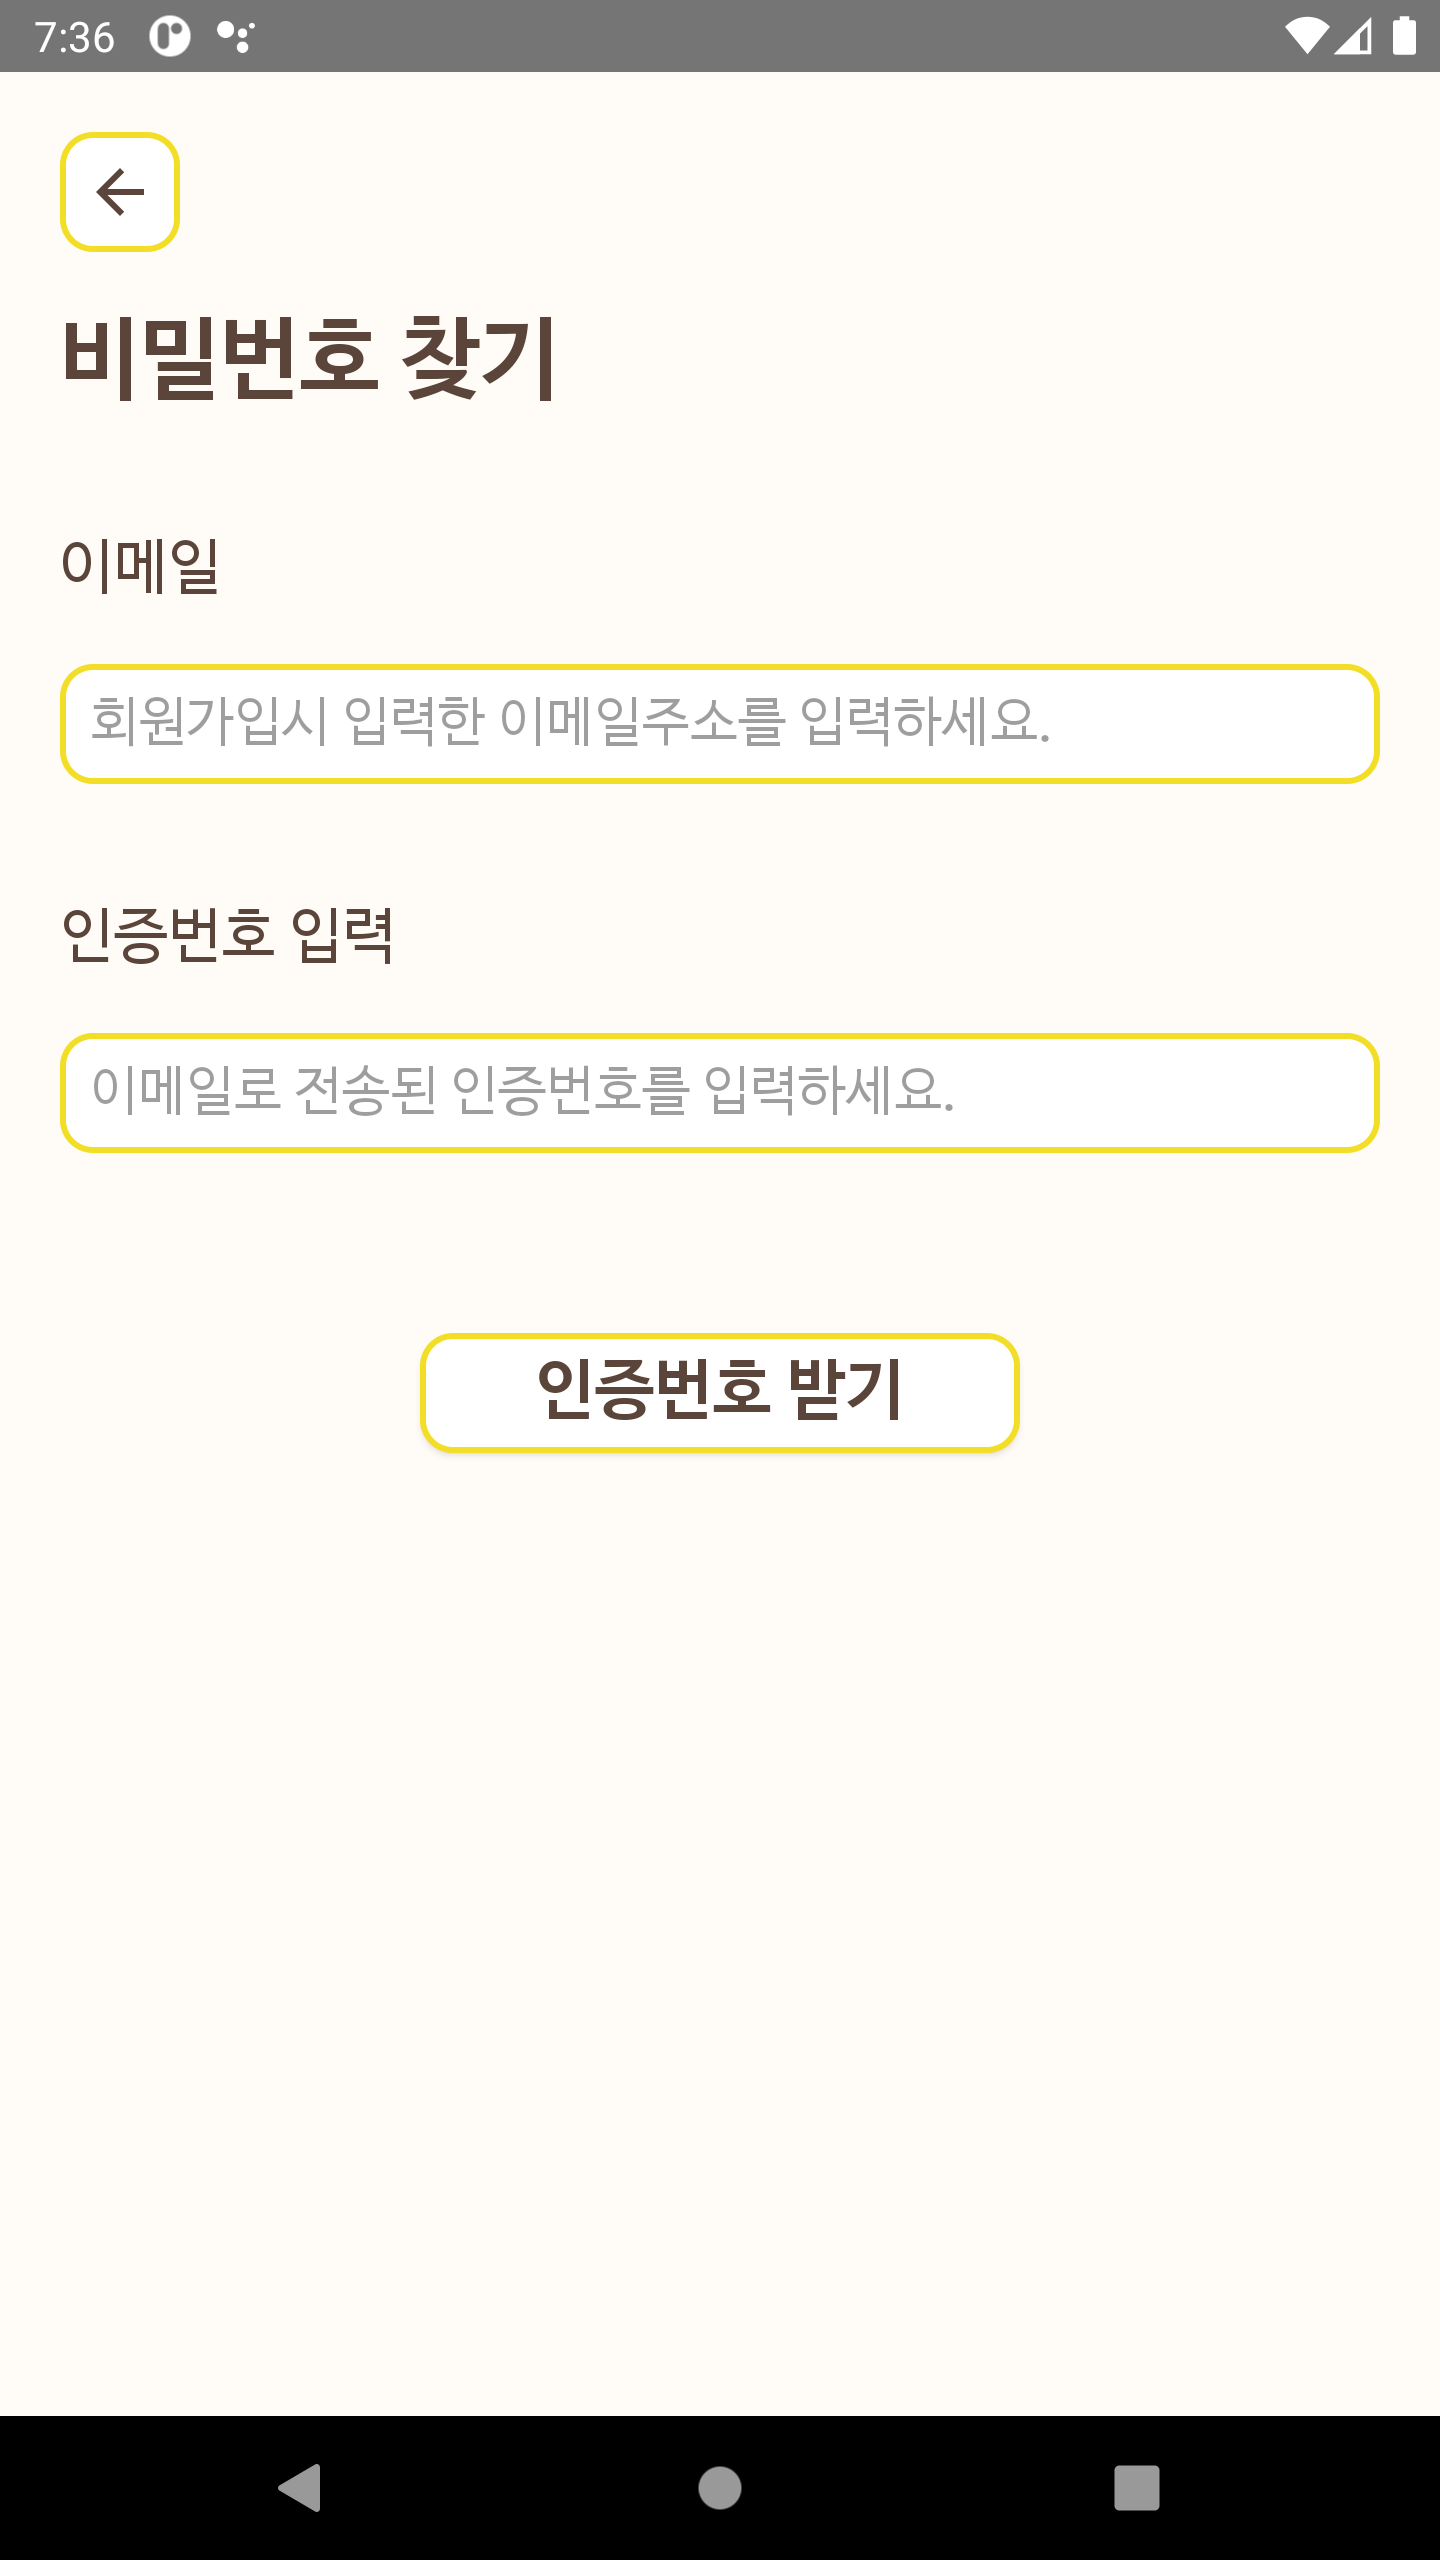 7:36
비밀번호 찾기
이메일
회원가입시 입력한 이메일주소를 입력하세요.
인증번호 입력
이메일로 전송된 인증번호를 입력하세요.
인증번호 받기